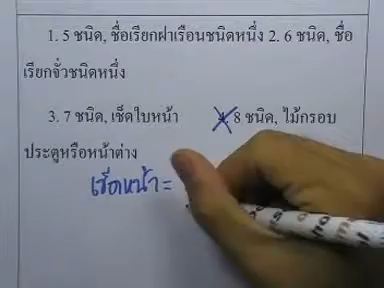 1. 5 ชนิด, ชื่อเรียกฝาเรือนชนิดหนึ่ง 2. 6 ชนิด, ชื่อ
เรียกจั่วชนิดหนึ่ง
3. 7 ชนิด, เช็ดใบหน้า 4. 8 ชนิด, ไม้กรอบ
ประตูหรือหน้าต่าง
เช็ดหน้า =